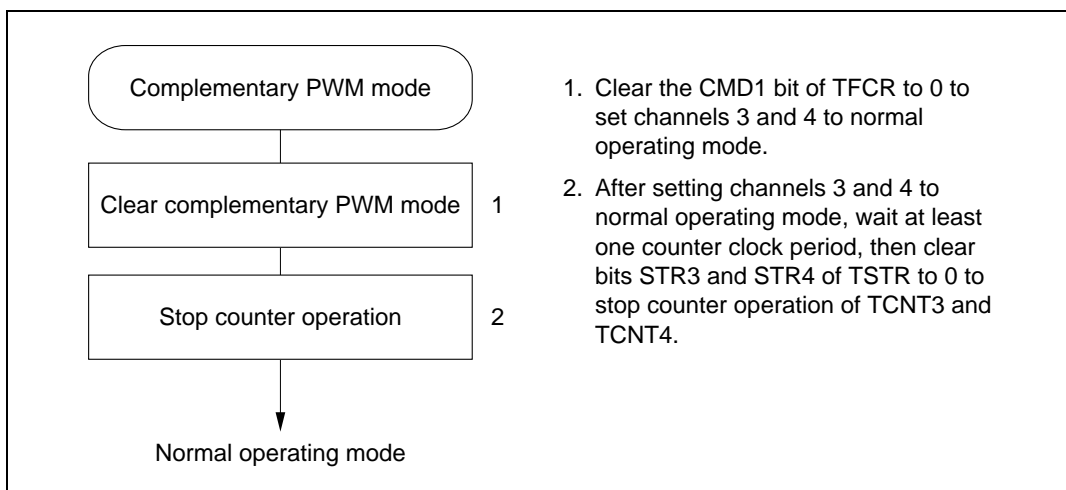 Complementary PWM mode
Clear complementary PWM mode 1
Stop counter operation 2
Normal operating mode
1. Clear the CMD1 bit of TFCR to 0 to
set channels 3 and 4 to normal
operating mode.
2. After setting channels 3 and 4 to
normal operating mode, wait at least
one counter clock period, then clear
bits STR3 and STR4 of TSTR to 0 to
stop counter operation of TCNT3 and
TCNT4.